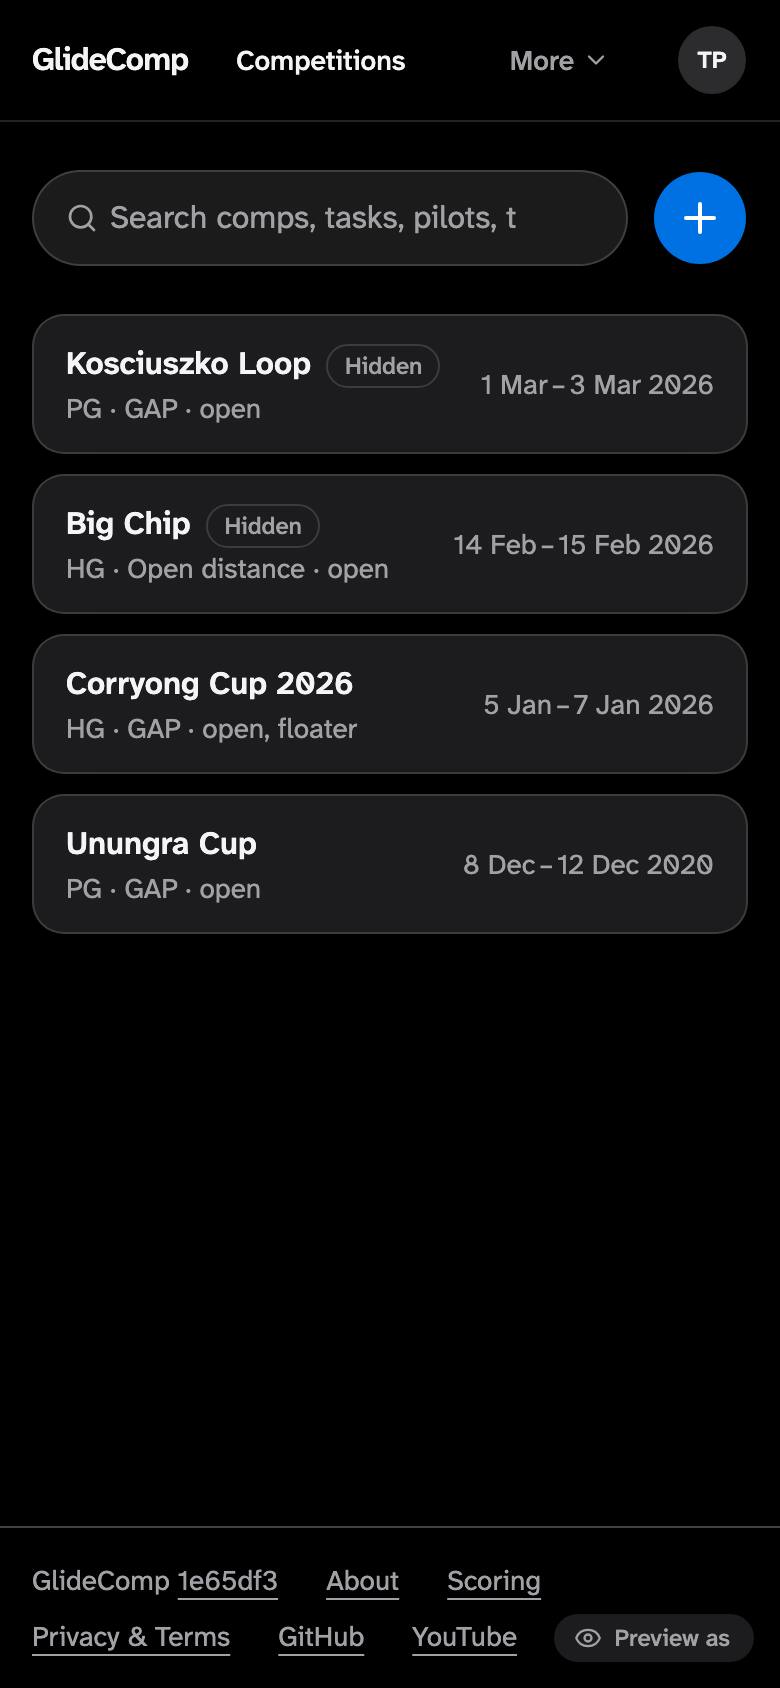 GlideComp Competitions More TP
Search comps, tasks, pilots, t
Kosciuszko Loop Hidden
PG · GAP · open
1 Mar – 3 Mar 2026
Big Chip Hidden
HG · Open distance · open
14 Feb – 15 Feb 2026
Corryong Cup 2026
HG · GAP · open, floater
5 Jan – 7 Jan 2026
Unungra Cup
PG · GAP · open
8 Dec – 12 Dec 2020
GlideComp 1e65df3 About Scoring
Privacy & Terms GitHub YouTube Preview as